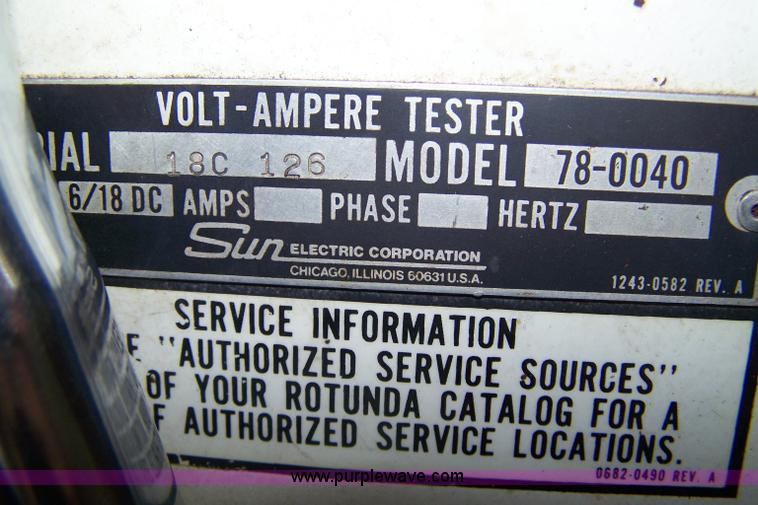 VOLT-AMPERE TESTER
IAL 18C 126 MODEL 78-0040
6/18 DC AMPS PHASE HERTZ
Sun ELECTRIC CORPORATION
CHICAGO, ILLINOIS 60631 U.S.A.
1243-0582 REV. A
SERVICE INFORMATION
E "AUTHORIZED SERVICE SOURCES"
OF YOUR ROTUNDA CATALOG FOR A
F AUTHORIZED SERVICE LOCATIONS.
0682-0490 REV. A
www.purplewave.com